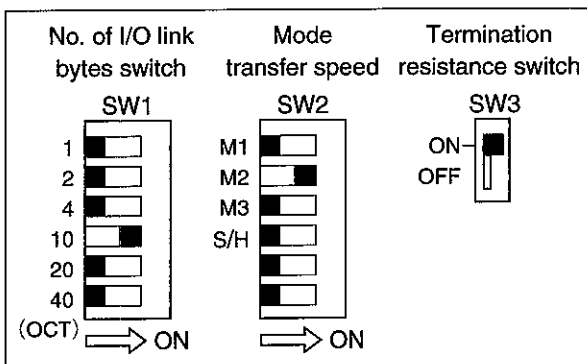 No. of I/O link
bytes switch
SW1
1
2
4
10
20
40
(OCT)
ON
Mode
transfer speed
SW2
M1
M2
M3
S/H
ON
Termination
resistance switch
SW3
ON
OFF